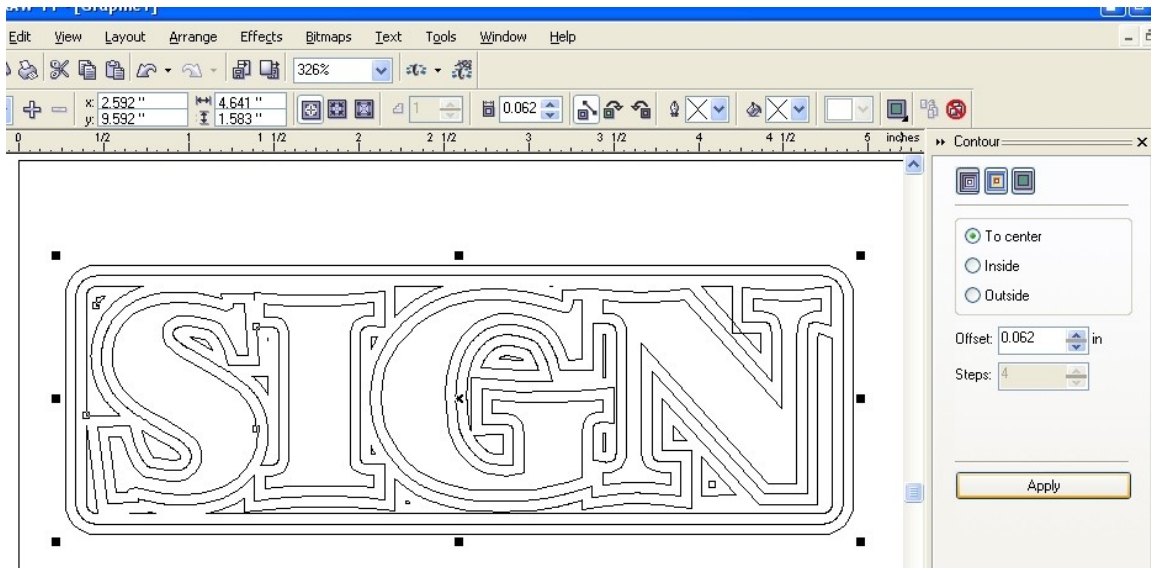 Edit View Layout Arrange Effects Bitmaps Text Tools Window Help
326%
x: 2.592 " 4.641 " 1 0.062
y: 9.592 " 1.583 "
0 1/2 1 1 1/2 2 2 1/2 3 3 1/2 4 4 1/2 5 inches
Contour
To center
Inside
Outside
Offset: 0.062 in
Steps: 4
Apply
SIGN